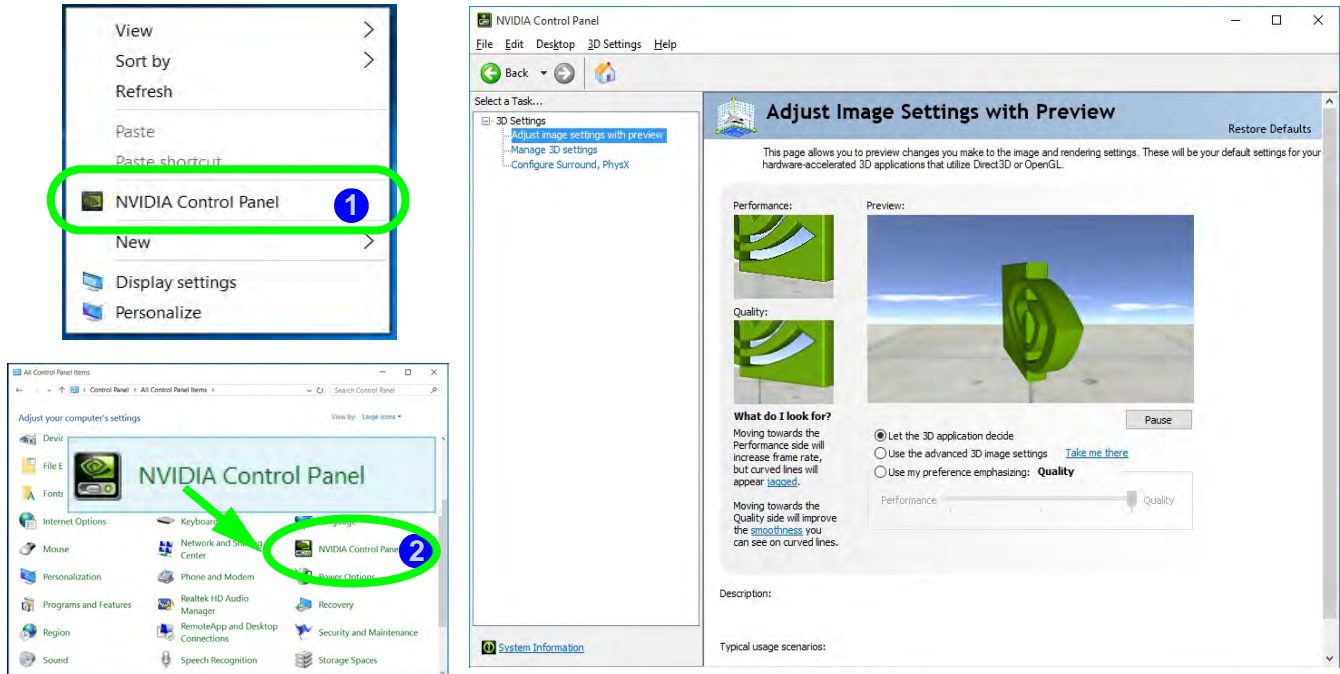 View
Sort by
Refresh
Paste
Paste shortcut
NVIDIA Control Panel
1
New
Display settings
Personalize
All Control Panel Items
Control Panel > All Control Panel Items >
Search Control Panel
Adjust your computer's settings
View by: Large icons
Devic
File E
Fonts
NVIDIA Control Panel
Internet Options
Keyboard
Language
Mouse
Network and Sharing
Center
NVIDIA Control Pane
2
Personalization
Phone and Modem
Power Options
Programs and Features
Realtek HD Audio
Manager
Recovery
Region
RemoteApp and Desktop
Connections
Security and Maintenance
Sound
Speech Recognition
Storage Spaces
NVIDIA Control Panel
File Edit Desktop 3D Settings Help
Back
Select a Task...
3D Settings
Adjust image settings with preview
Manage 3D settings
Configure Surround, PhysX
System Information
Adjust Image Settings with Preview
Restore Defaults
This page allows you to preview changes you make to the image and rendering settings. These will be your default settings for your
hardware-accelerated 3D applications that utilize Direct3D or OpenGL.
Performance:
Quality:
What do I look for?
Moving towards the
Performance side will
increase frame rate,
but curved lines will
appear jagged.
Moving towards the
Quality side will improve
the smoothness you
can see on curved lines.
Preview:
Pause
Let the 3D application decide
Use the advanced 3D image settings Take me there
Use my preference emphasizing: Quality
Performance Quality
Description:
Typical usage scenarios: